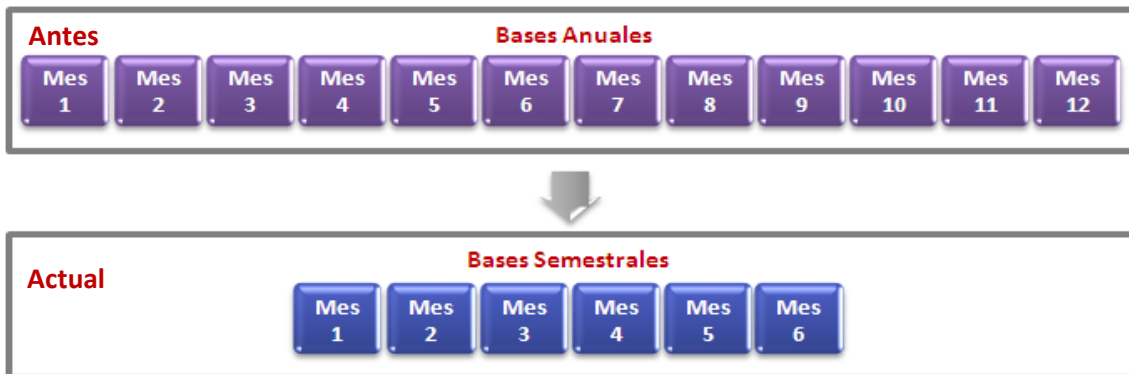 Antes
Bases Anuales
Mes Mes Mes Mes Mes Mes Mes Mes Mes Mes Mes Mes
1 2 3 4 5 6 7 8 9 10 11 12
Bases Semestrales
Actual
Mes Mes Mes Mes Mes Mes
1 2 3 4 5 6